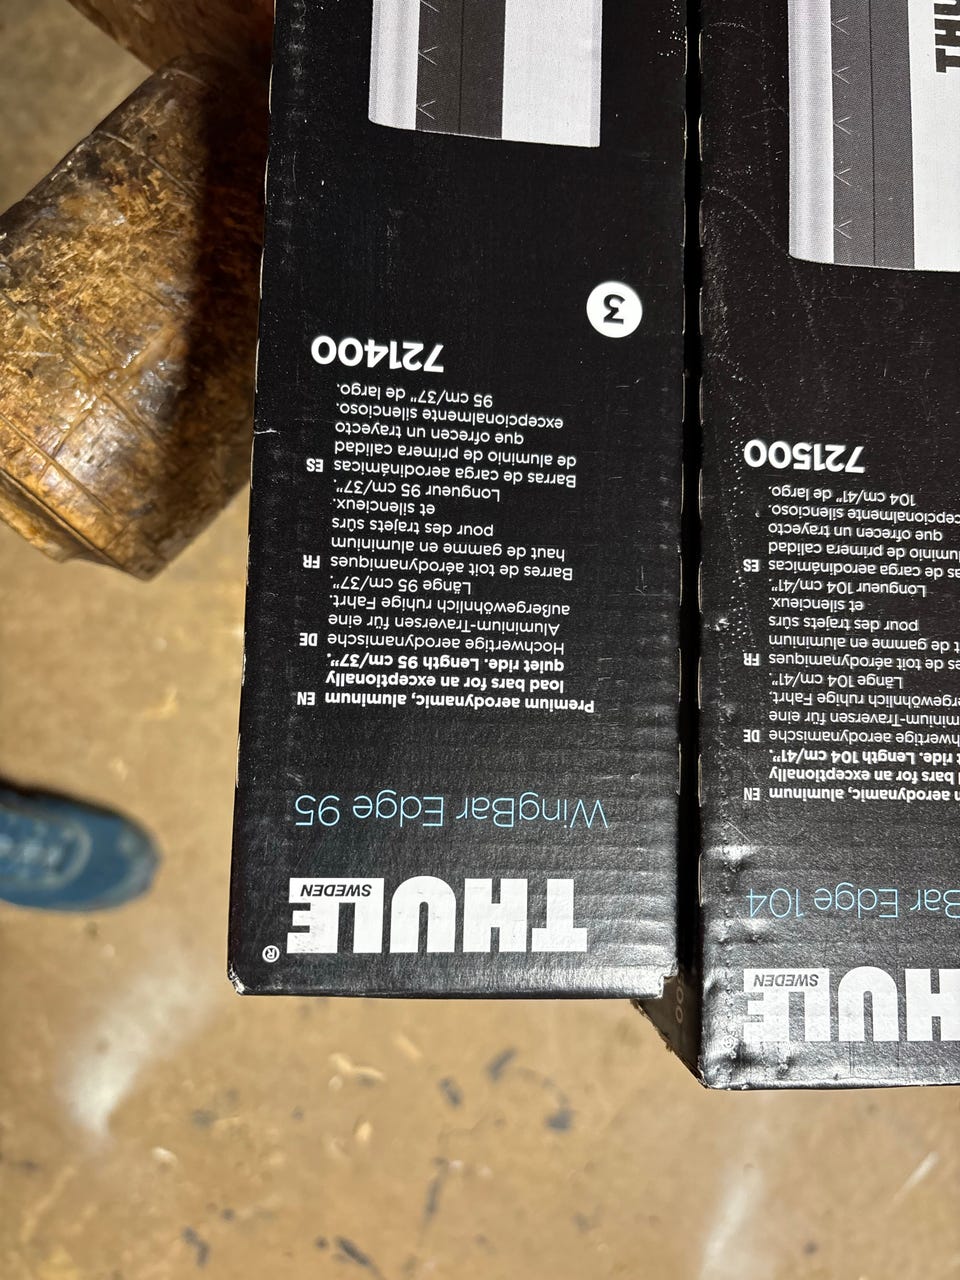 THULE®
SWEDEN
WingBar Edge 95
EN Premium aerodynamic, aluminum
load bars for an exceptionally
quiet ride. Length 95 cm/37".
DE Hochwertige aerodynamische
Aluminium-Traversen für eine
außergewöhnlich ruhige Fahrt.
Länge 95 cm/37".
FR Barres de toit aérodynamiques
haut de gamme en aluminium
pour des trajets sûrs
et silencieux.
Longueur 95 cm/37".
ES Barras de carga aerodinámicas
de aluminio de primera calidad
que ofrecen un trayecto
excepcionalmente silencioso.
95 cm/37" de largo.
721400
3
HULE
SWEDEN
Bar Edge 104
EN aerodynamic, aluminum
bars for an exceptionally
ride. Length 104 cm/41".
DE hwertige aerodynamische
minium-Traversen für eine
ergewöhnlich ruhige Fahrt.
Länge 104 cm/41".
FR es de toit aérodynamiques
t de gamme en aluminium
pour des trajets sûrs
et silencieux.
Longueur 104 cm/41".
ES as de carga aerodinámicas
luminio de primera calidad
que ofrecen un trayecto
cepcionalmente silencioso.
104 cm/41" de largo.
721500
THU